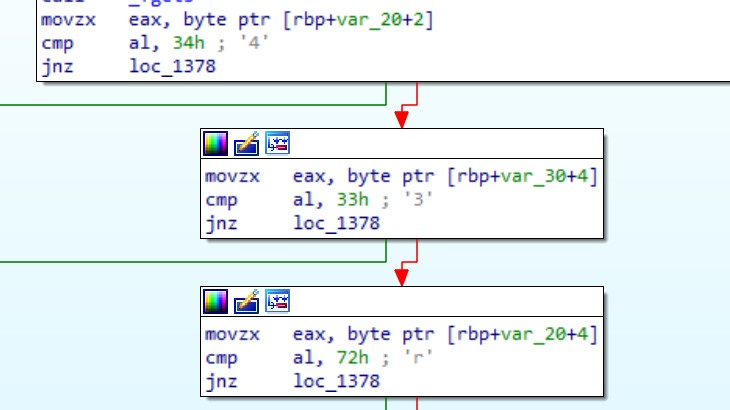 movzx eax, byte ptr [rbp+var_20+2]
cmp al, 34h ; '4'
jnz loc_1378
movzx eax, byte ptr [rbp+var_30+4]
cmp al, 33h ; '3'
jnz loc_1378
movzx eax, byte ptr [rbp+var_20+4]
cmp al, 72h ; 'r'
jnz loc_1378